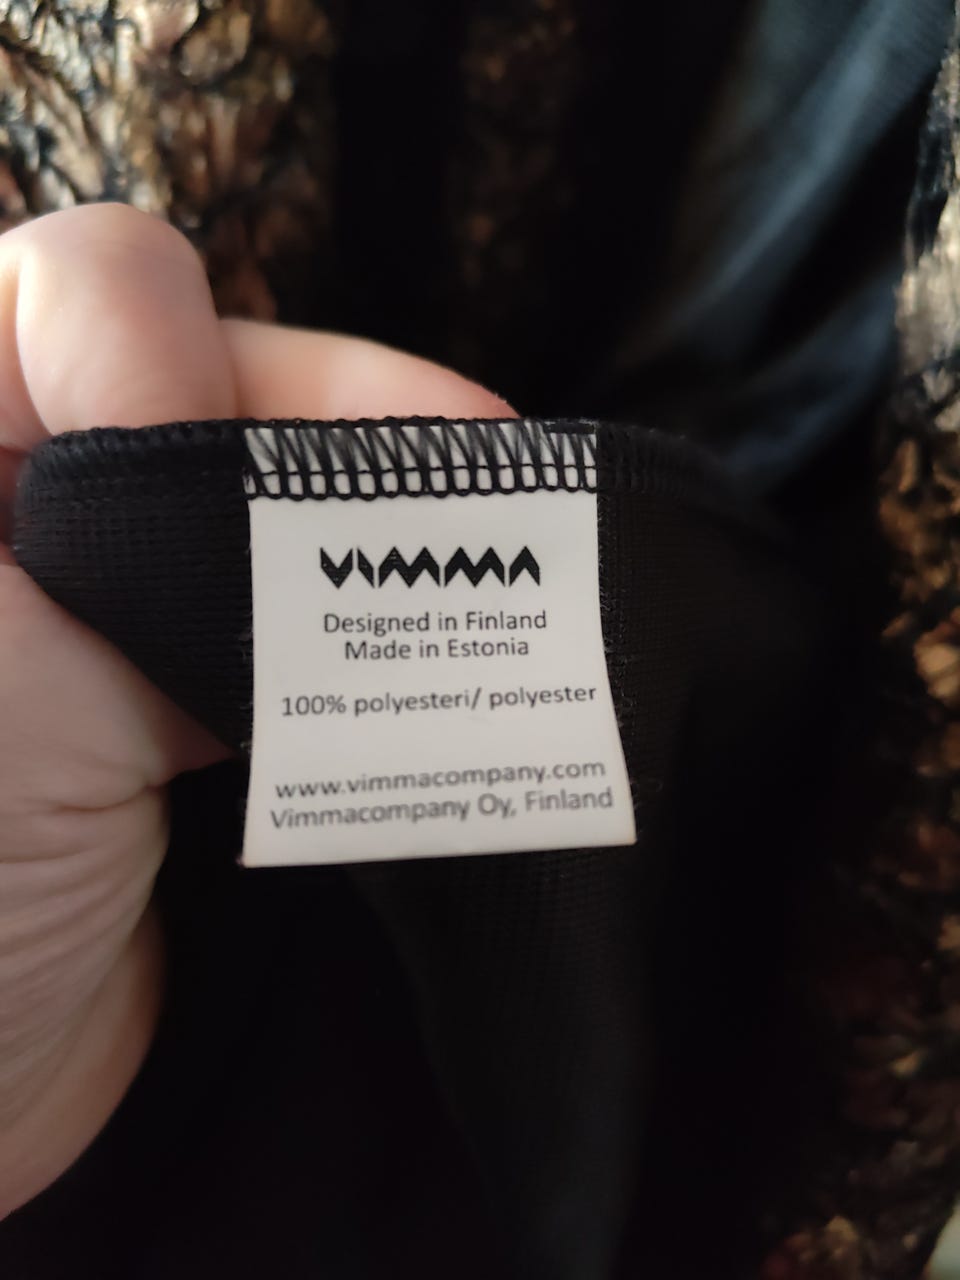 VIMMA
Designed in Finland
Made in Estonia
100% polyesteri/ polyester
www.vimmacompany.com
Vimmacompany Oy, Finland